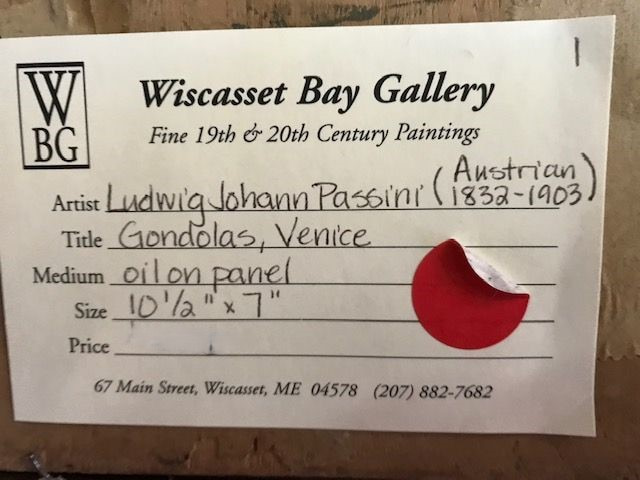 1
W
BG
Wiscasset Bay Gallery
Fine 19th & 20th Century Paintings
Artist Ludwig Johann Passini (Austrian 1832-1903)
Title Gondolas, Venice
Medium oil on panel
Size 10 1/2" x 7"
Price
67 Main Street, Wiscasset, ME 04578 (207) 882-7682